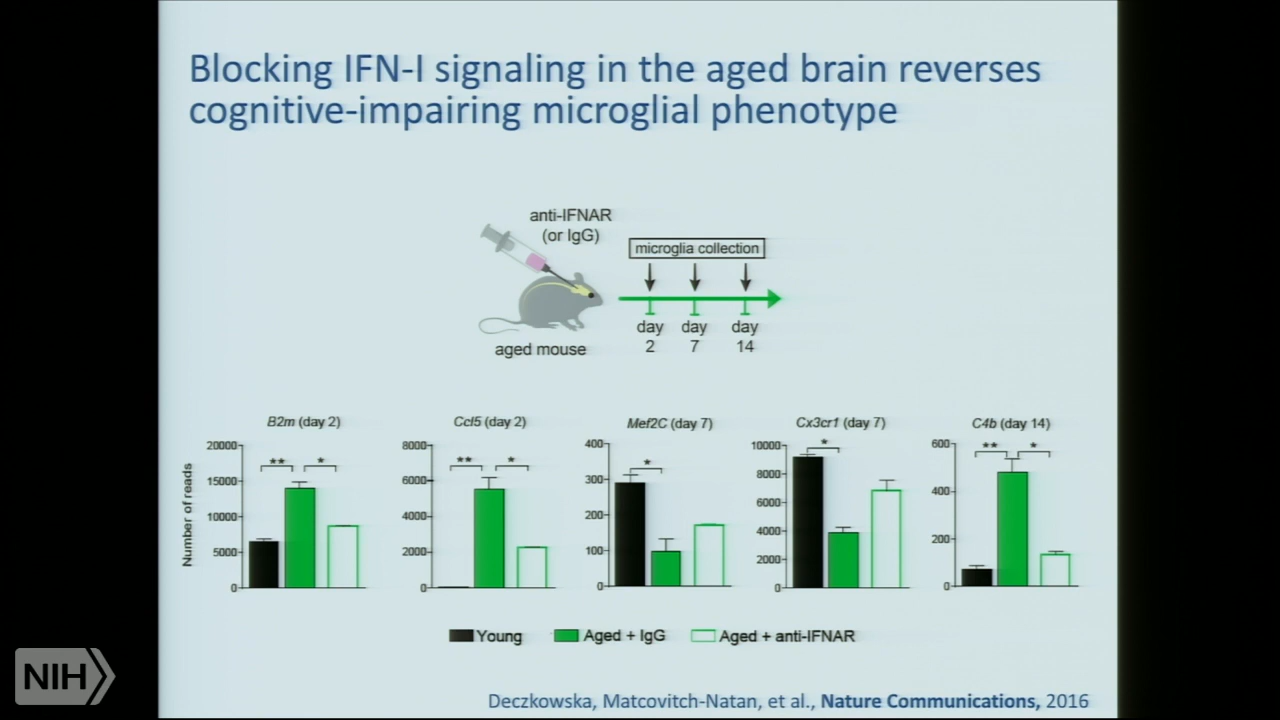 Blocking IFN-I signaling in the aged brain reverses
cognitive-impairing microglial phenotype
anti-IFNAR
(or IgG)
microglia collection
day day day
2 7 14
aged mouse
B2m (day 2) Ccl5 (day 2) Mef2C (day 7) Cx3cr1 (day 7) C4b (day 14)
Number of reads
20000
15000
10000
5000
0
** *
8000
6000
4000
2000
0
** *
400
300
200
100
0
*
10000
8000
6000
4000
2000
0
*
600
400
200
0
** *
Young Aged + IgG Aged + anti-IFNAR
NIH
Deczkowska, Matcovitch-Natan, et al., Nature Communications, 2016